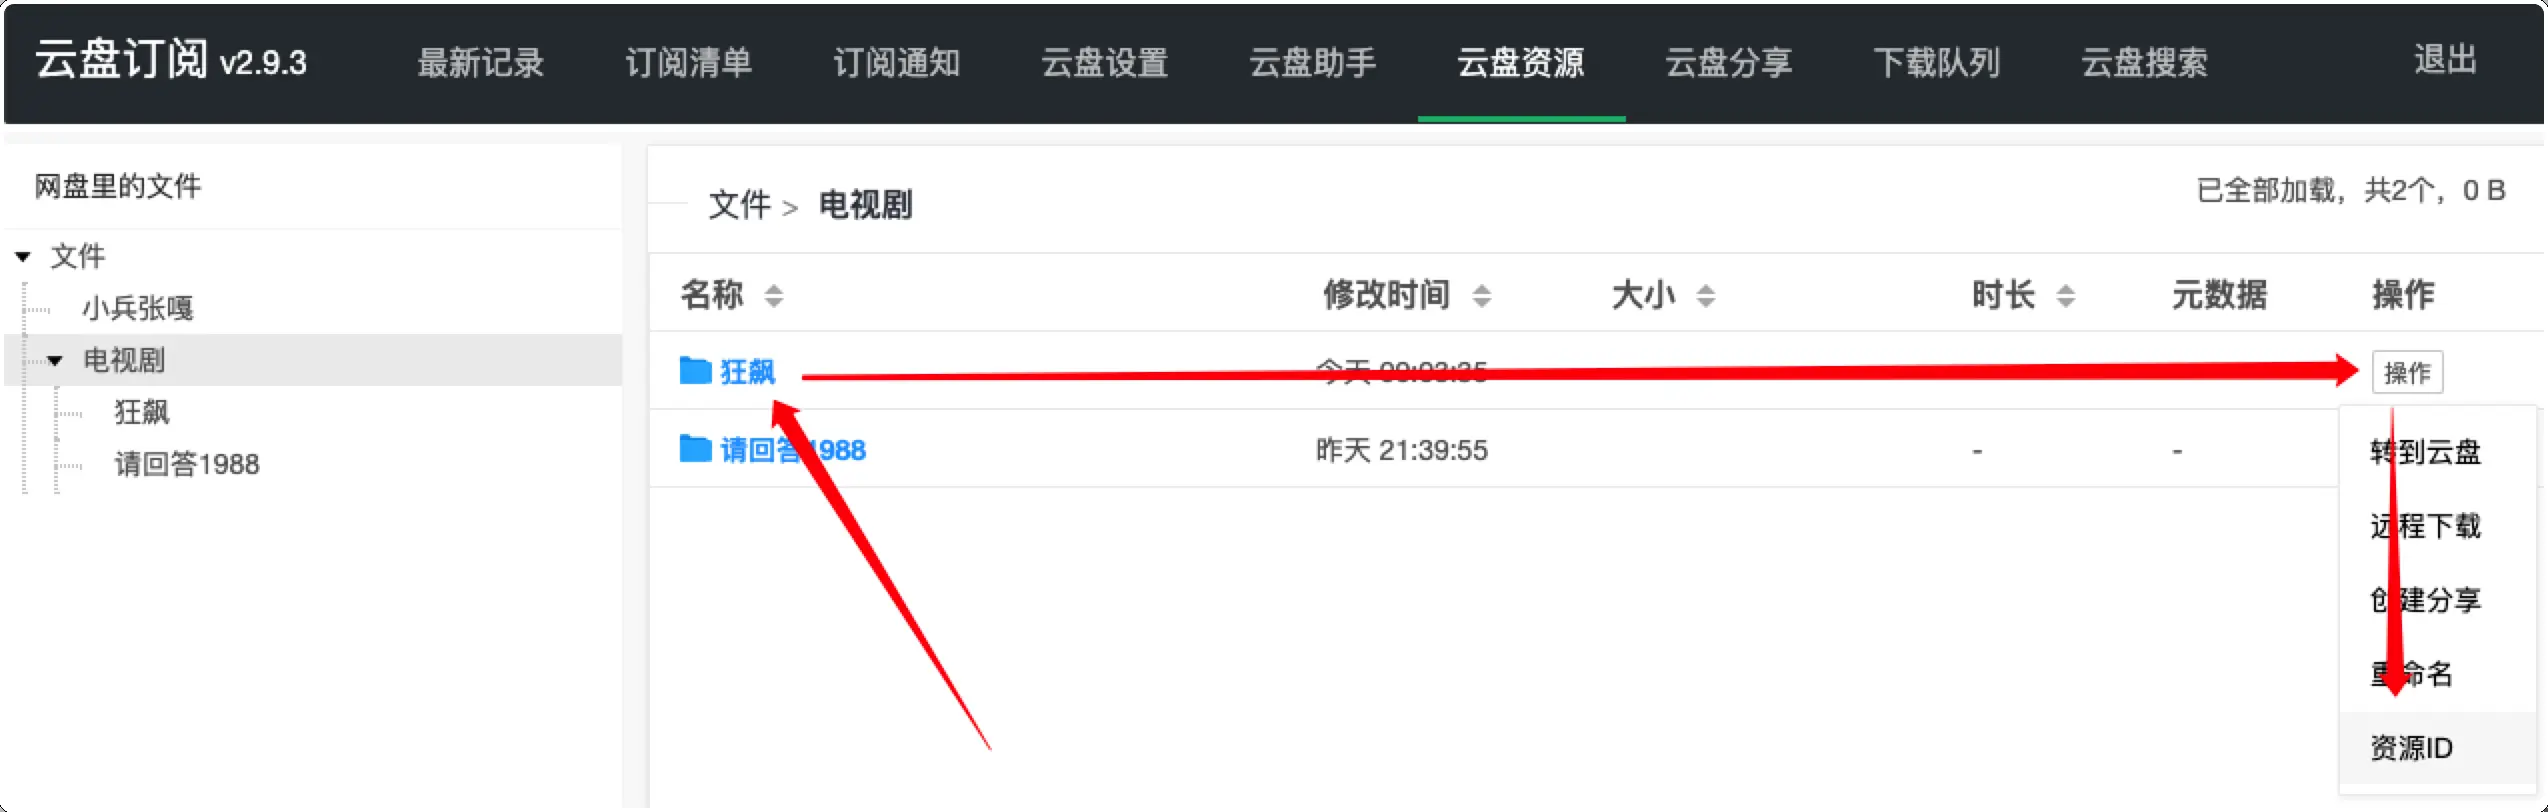 云盘订阅 v2.9.3 最新记录 订阅清单 订阅通知 云盘设置 云盘助手 云盘资源 云盘分享 下载队列 云盘搜索 退出
网盘里的文件
文件
小兵张嘎
电视剧
狂飙
请回答1988
文件 > 电视剧
已全部加载，共2个，0 B
名称 修改时间 大小 时长 元数据 操作
狂飙 今天 操作
请回答1988 昨天 21:39:55 - -
转到云盘
远程下载
创建分享
重命名
资源ID